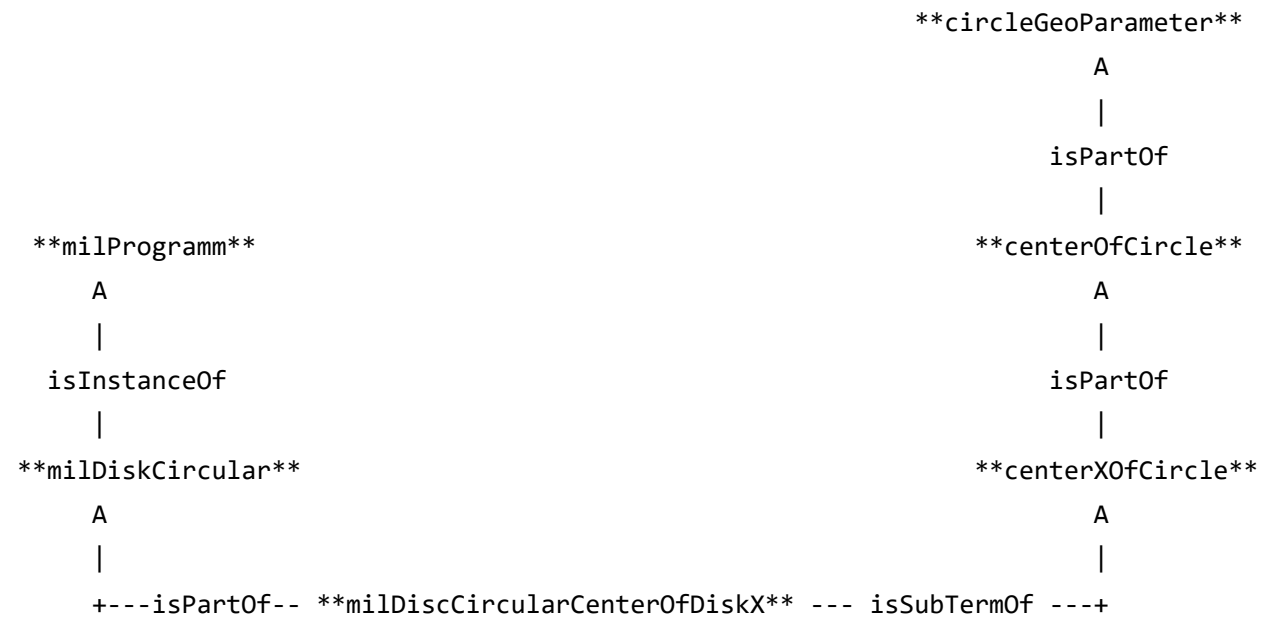 **circleGeoParameter**
A
|
isPartOf
|
**milProgramm** **centerOfCircle**
A A
| |
isInstanceOf isPartOf
| |
**milDiskCircular** **centerXOfCircle**
A A
| |
+---isPartOf-- **milDiscCircularCenterOfDiskX** --- isSubTermOf ---+